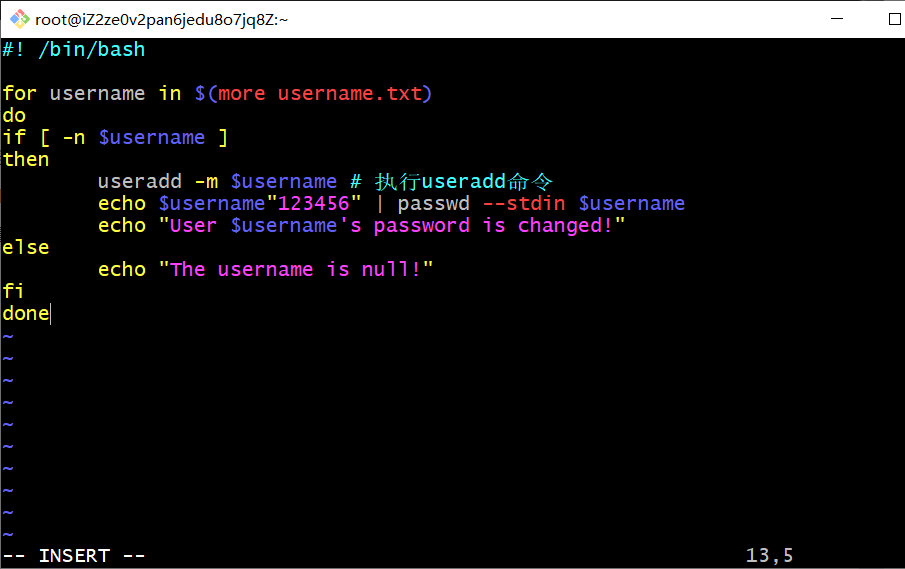 root@iZ2ze0v2pan6jedu8o7jq8Z:~
#! /bin/bash
for username in $(more username.txt)
do
if [ -n $username ]
then
        useradd -m $username # 执行useradd命令
        echo $username"123456" | passwd --stdin $username
        echo "User $username's password is changed!"
else
        echo "The username is null!"
fi
done
~
~
~
~
~
~
~
~
~
~
-- INSERT --                                                  13,5